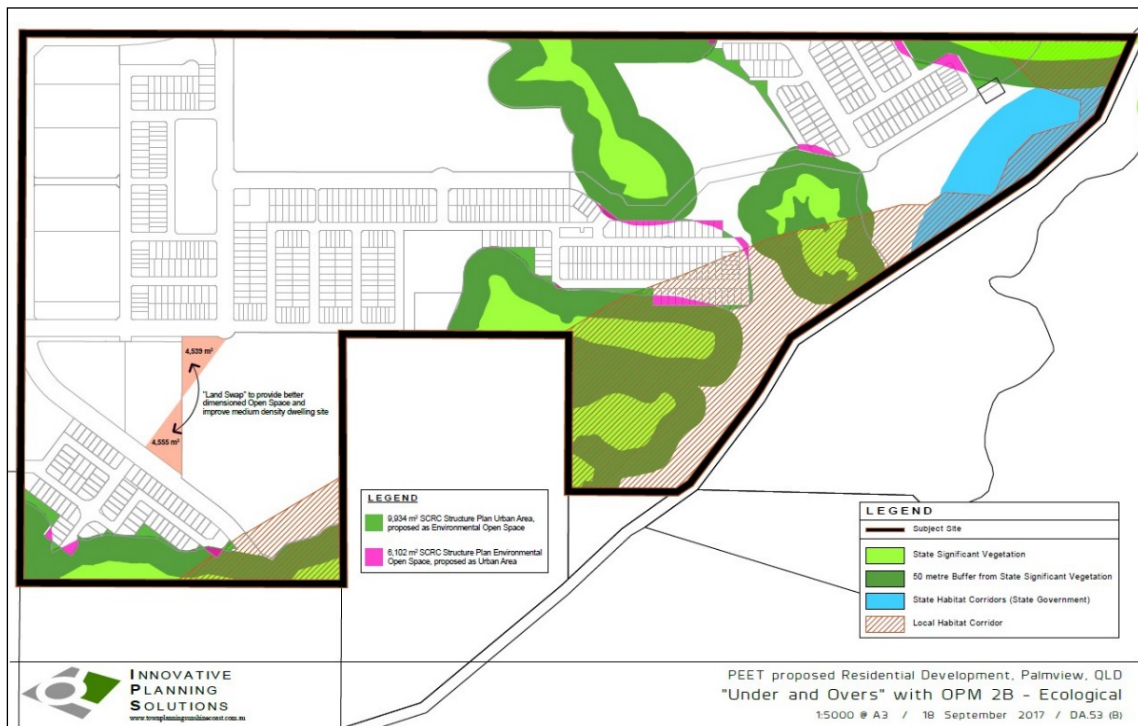 4,539 m²
"Land Swap" to provide better
dimensioned Open Space and
improve medium density dwelling site
4,555 m²
LEGEND
9,934 m² SCRC Structure Plan Urban Area,
proposed as Environmental Open Space
6,102 m² SCRC Structure Plan Environmental
Open Space, proposed as Urban Area
LEGEND
Subject Site
State Significant Vegetation
50 metre Buffer from State Significant Vegetation
State Habitat Corridors (State Government)
Local Habitat Corridor
INNOVATIVE
PLANNING
SOLUTIONS
www.townplanningsunshinecoast.com.au
PEET proposed Residential Development, Palmview, QLD
"Under and Overs" with OPM 2B - Ecological
1:5000 @ A3 / 18 September 2017 / DA.53 (B)